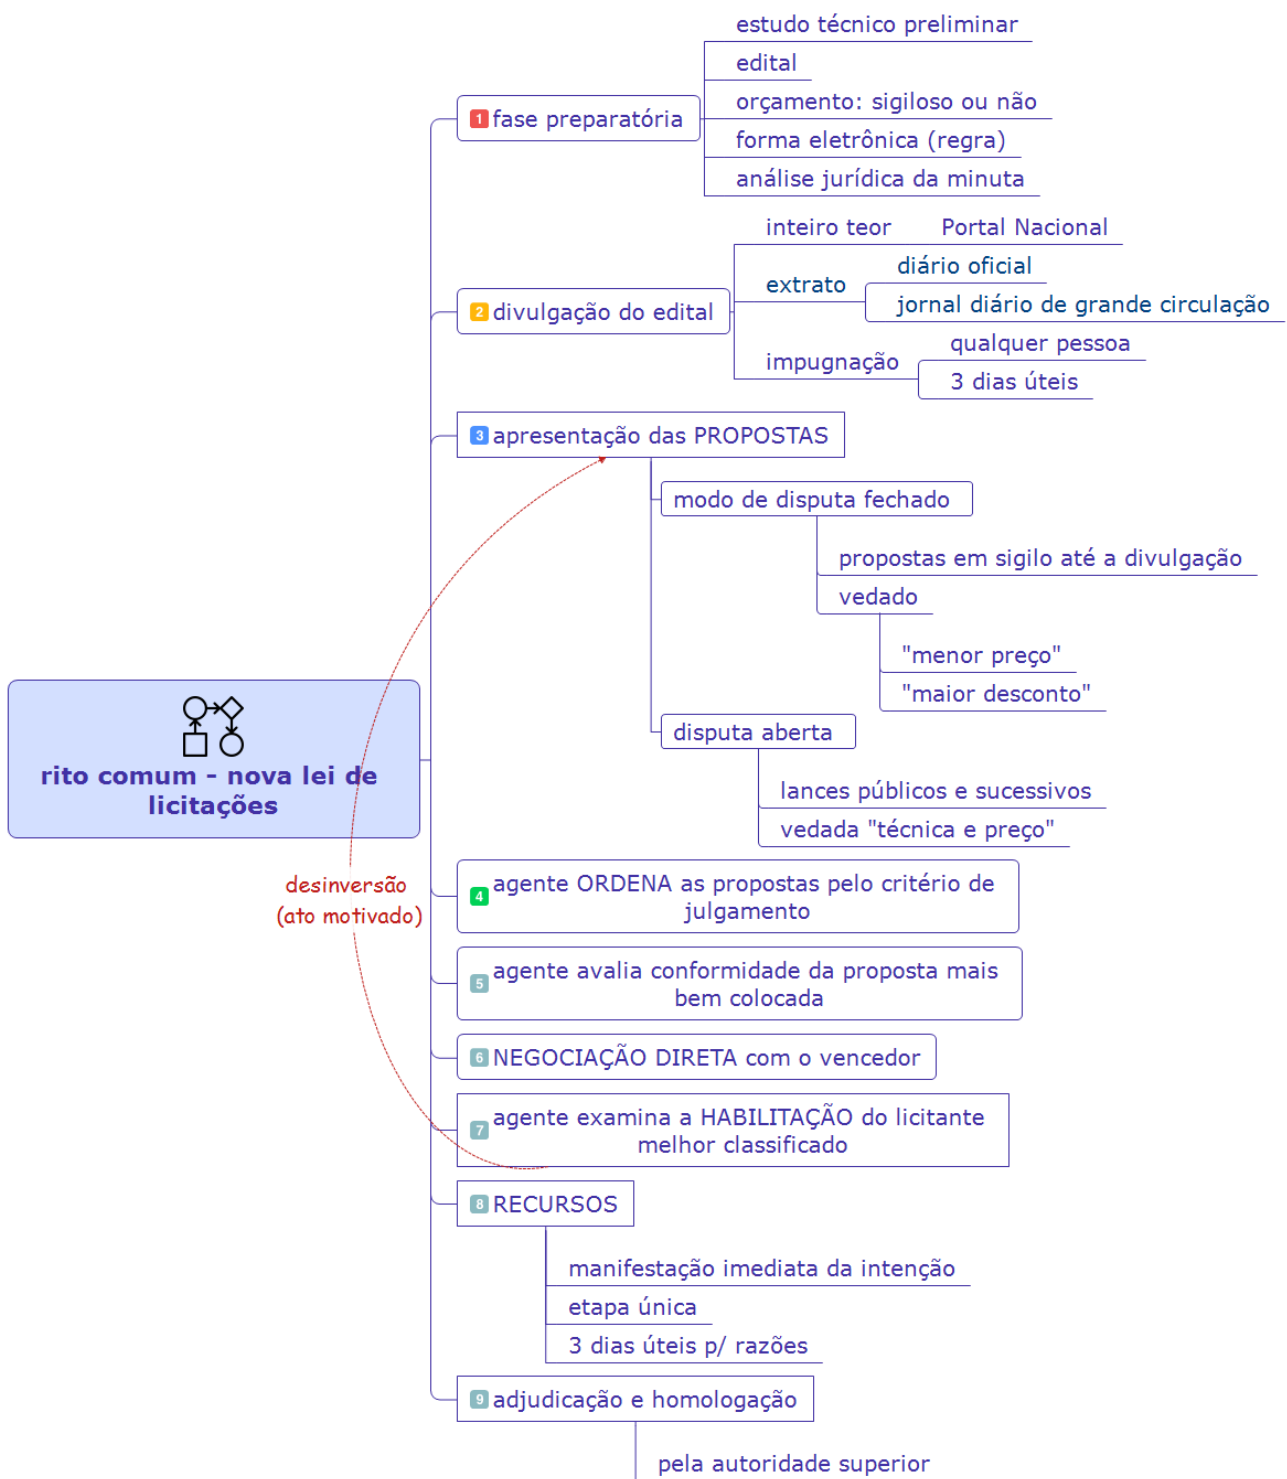 estudo técnico preliminar
edital
1 fase preparatória
orçamento: sigiloso ou não
forma eletrônica (regra)
análise jurídica da minuta
inteiro teor
Portal Nacional
diário oficial
extrato
2 divulgação do edital
jornal diário de grande circulação
impugnação
qualquer pessoa
3 dias úteis
3 apresentação das PROPOSTAS
modo de disputa fechado
propostas em sigilo até a divulgação
vedado
"menor preço"
"maior desconto"
disputa aberta
lances públicos e sucessivos
vedada "técnica e preço"
rito comum - nova lei de
licitações
desinversão
(ato motivado)
4 agente ORDENA as propostas pelo critério de
julgamento
5 agente avalia conformidade da proposta mais
bem colocada
6 NEGOCIAÇÃO DIRETA com o vencedor
7 agente examina a HABILITAÇÃO do licitante
melhor classificado
8 RECURSOS
manifestação imediata da intenção
etapa única
3 dias úteis p/ razões
9 adjudicação e homologação
pela autoridade superior